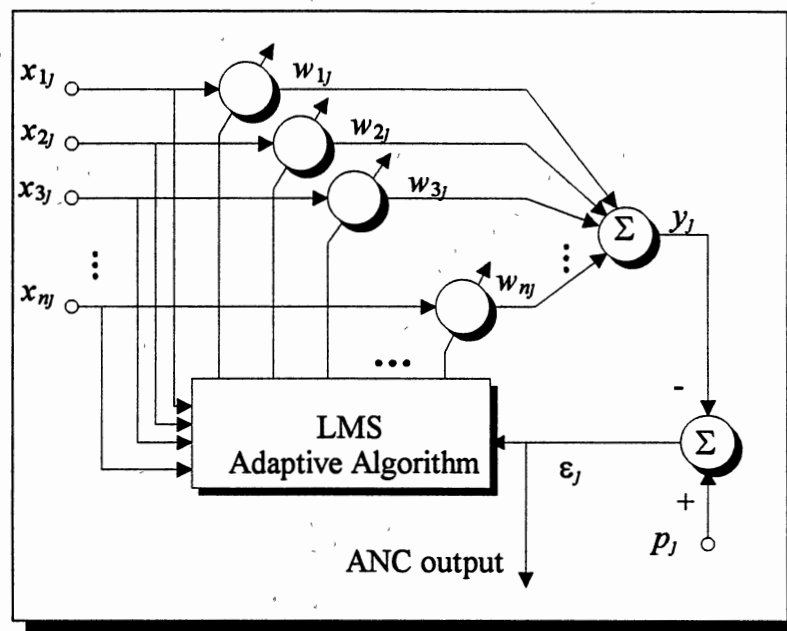 x1J
w1J
x2J
w2J
x3J
w3J
Σ
yJ
xnJ
wnJ
-
LMS
Adaptive Algorithm
Σ
εJ
+
pJ
ANC output